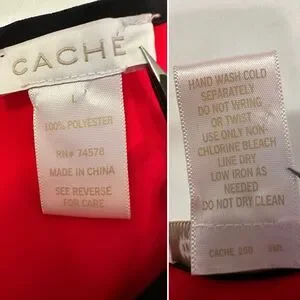 CACHÉ
L
100% POLYESTER
RN# 74578
MADE IN CHINA
SEE REVERSE
FOR CARE
HAND WASH COLD
SEPARATELY
DO NOT WRING
OR TWIST
USE ONLY NON-
CHLORINE BLEACH
LINE DRY
LOW IRON AS
NEEDED
DO NOT DRY CLEAN
CACHE